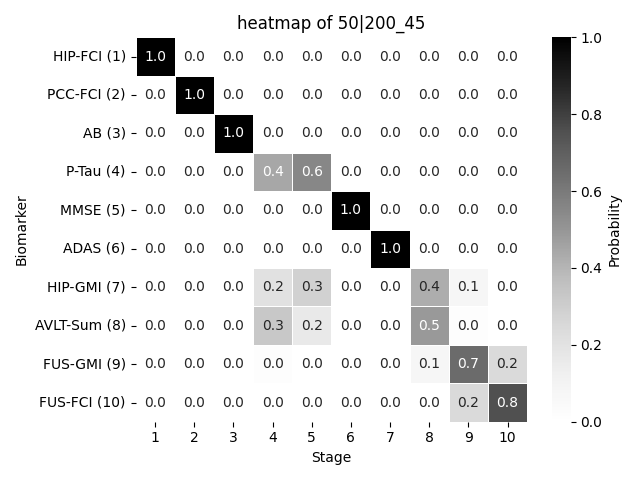 heatmap of 50|200_45
HIP-FCI (1) 1.0 0.0 0.0 0.0 0.0 0.0 0.0 0.0 0.0 0.0
PCC-FCI (2) 0.0 1.0 0.0 0.0 0.0 0.0 0.0 0.0 0.0 0.0
AB (3) 0.0 0.0 1.0 0.0 0.0 0.0 0.0 0.0 0.0 0.0
P-Tau (4) 0.0 0.0 0.0 0.4 0.6 0.0 0.0 0.0 0.0 0.0
MMSE (5) 0.0 0.0 0.0 0.0 0.0 1.0 0.0 0.0 0.0 0.0
ADAS (6) 0.0 0.0 0.0 0.0 0.0 0.0 1.0 0.0 0.0 0.0
HIP-GMI (7) 0.0 0.0 0.0 0.2 0.3 0.0 0.0 0.4 0.1 0.0
AVLT-Sum (8) 0.0 0.0 0.0 0.3 0.2 0.0 0.0 0.5 0.0 0.0
FUS-GMI (9) 0.0 0.0 0.0 0.0 0.0 0.0 0.0 0.1 0.7 0.2
FUS-FCI (10) 0.0 0.0 0.0 0.0 0.0 0.0 0.0 0.0 0.2 0.8
1 2 3 4 5 6 7 8 9 10
Stage
Biomarker
1.0
0.8
0.6
0.4
0.2
0.0
Probability